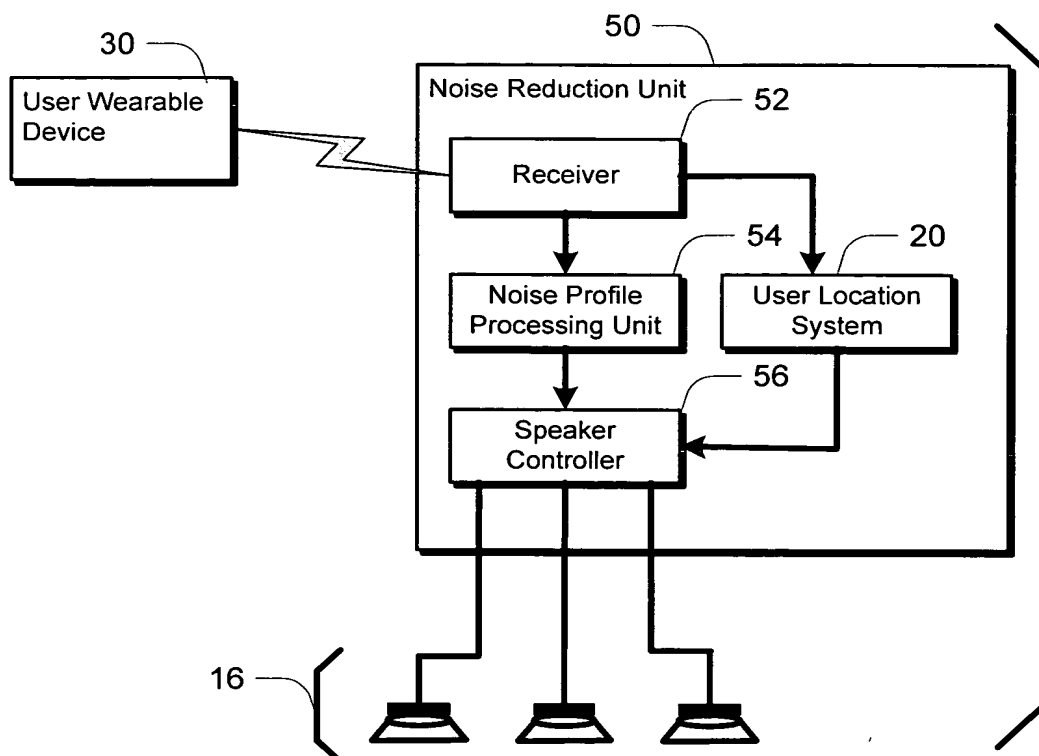 30
50
User Wearable
Device
Noise Reduction Unit
52
Receiver
54
20
Noise Profile
Processing Unit
User Location
System
56
Speaker
Controller
16